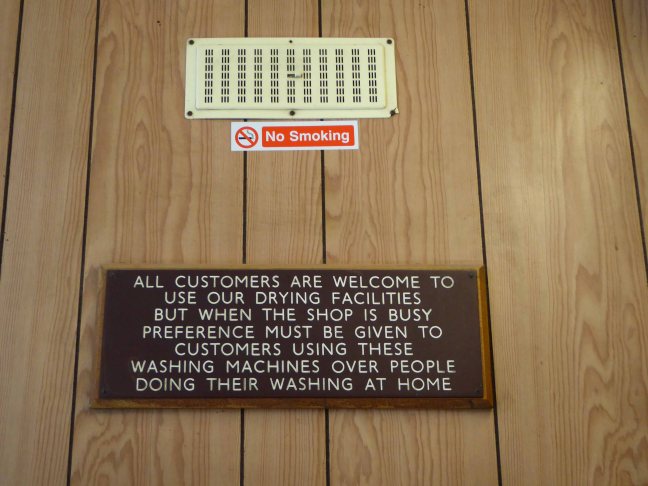 No Smoking
ALL CUSTOMERS ARE WELCOME TO
USE OUR DRYING FACILITIES
BUT WHEN THE SHOP IS BUSY
PREFERENCE MUST BE GIVEN TO
CUSTOMERS USING THESE
WASHING MACHINES OVER PEOPLE
DOING THEIR WASHING AT HOME